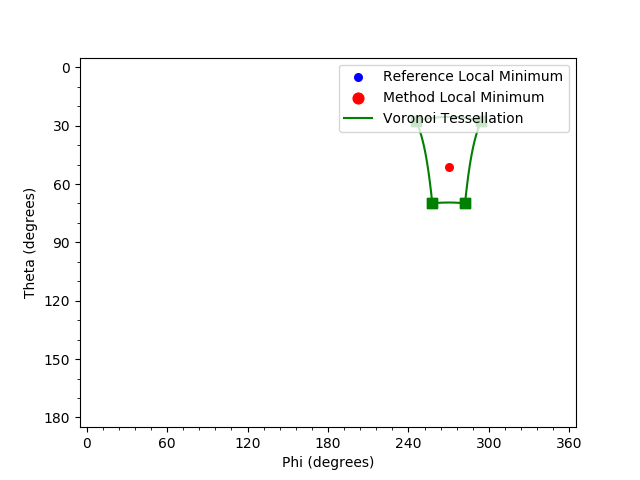 Reference Local Minimum
Method Local Minimum
Voronoi Tessellation
0
30
60
90
120
150
180
Theta (degrees)
0
60
120
180
240
300
360
Phi (degrees)